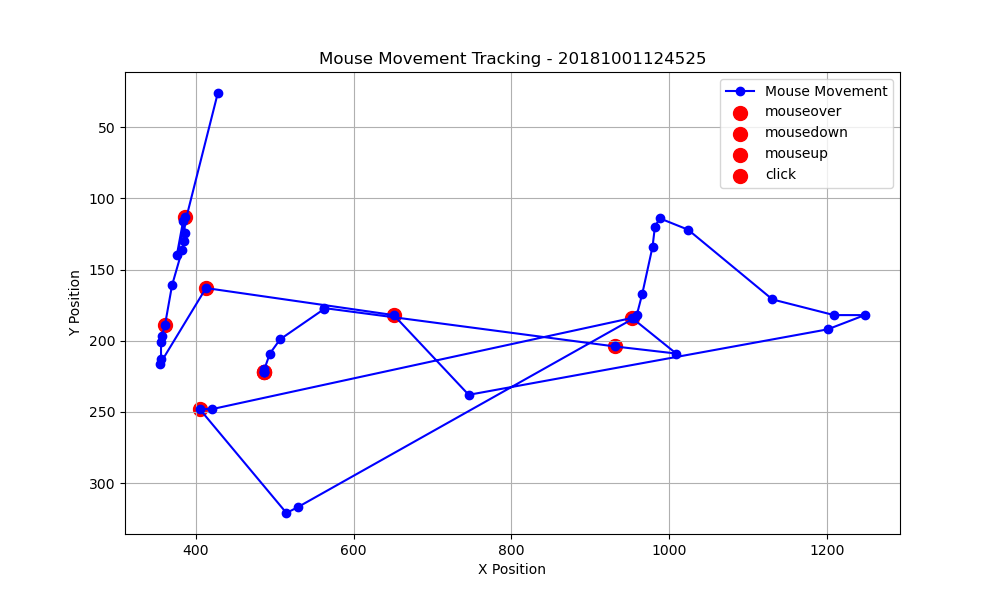 Mouse Movement Tracking - 20181001124525
Mouse Movement
mouseover
mousedown
mouseup
click
50
100
150
200
250
300
Y Position
400
600
800
1000
1200
X Position